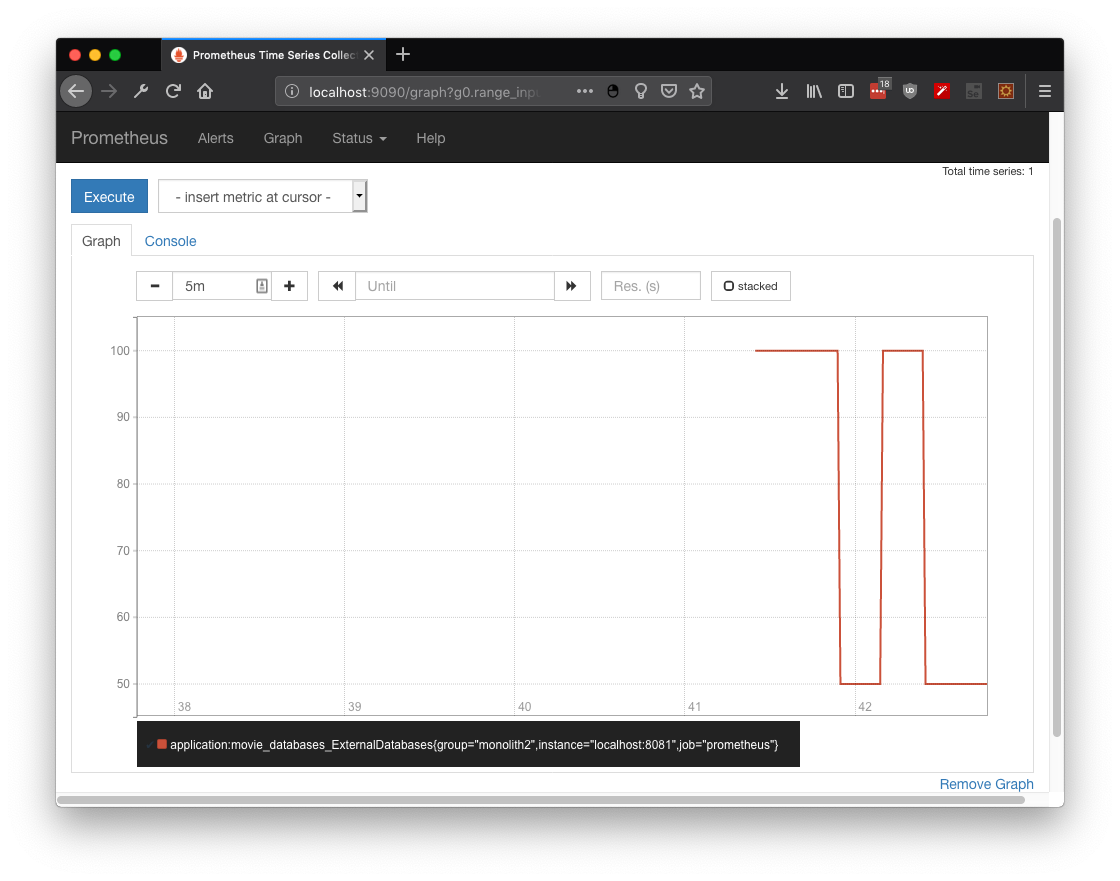 Prometheus Time Series Collec
localhost:9090/graph?g0.range_inpu
18
Prometheus Alerts Graph Status Help
Total time series: 1
Execute - insert metric at cursor -
Graph Console
5m Until Res. (s) stacked
100
90
80
70
60
50
38 39 40 41 42
application:movie_databases_ExternalDatabases{group="monolith2",instance="localhost:8081",job="prometheus"}
Remove Graph